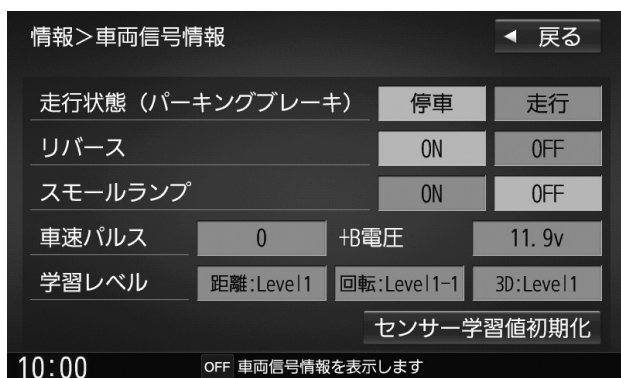 情報>車両信号情報 ◀ 戻る
走行状態（パーキングブレーキ） 停車 走行
リバース ON OFF
スモールランプ ON OFF
車速パルス 0 +B電圧 11.9v
学習レベル 距離:Level1 回転:Level1-1 3D:Level1
センサー学習値初期化
10:00 OFF 車両信号情報を表示します